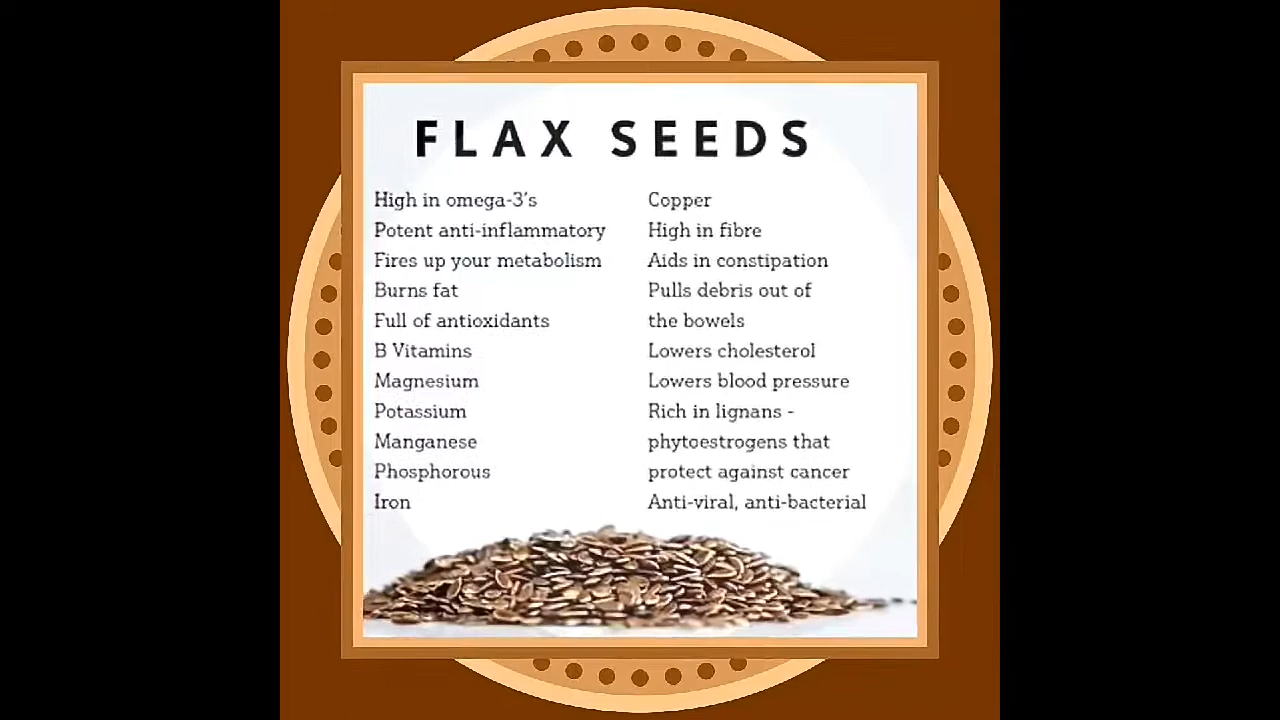 FLAX SEEDS
High in omega-3's
Potent anti-inflammatory
Fires up your metabolism
Burns fat
Full of antioxidants
B Vitamins
Magnesium
Potassium
Manganese
Phosphorous
Iron
Copper
High in fibre
Aids in constipation
Pulls debris out of
the bowels
Lowers cholesterol
Lowers blood pressure
Rich in lignans -
phytoestrogens that
protect against cancer
Anti-viral, anti-bacterial